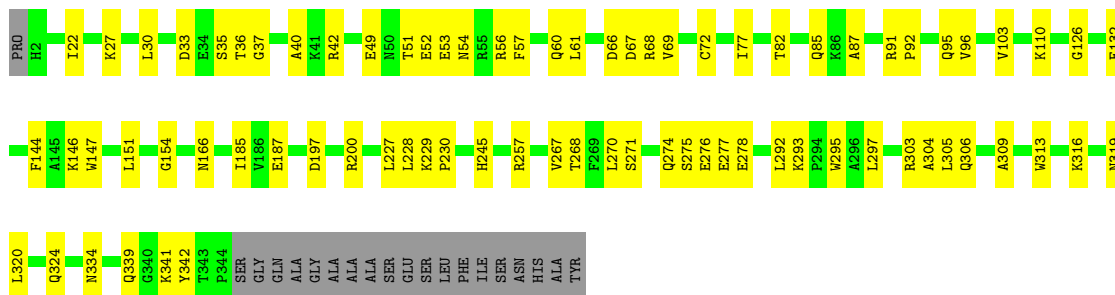 PRO H2 I22 K27 L30 D33 E34 S35 T36 G37 A40 K41 R42 E49 N50 T51 E52 E53 N54 R55 R56 F57 Q60 L61 D66 D67 R68 V69 C72 I77 T82 Q85 K86 A87 R91 P92 Q95 V96 V103 K110 G126
F144 A145 K146 W147 L151 G154 N166 I185 V186 E187 D197 R200 L227 L228 K229 P230 H245 R257 V267 T268 F269 L270 S271 Q274 S275 E276 E277 E278 L292 K293 P294 W295 A296 L297 R303 A304 L305 Q306 A309 W313 K316
L320 Q324 N334 Q339 G340 K341 Y342 T343 P344 SER GLY GLN ALA GLY ALA ALA ALA SER GLU SER LEU PHE ILE SER ASN HIS ALA TYR